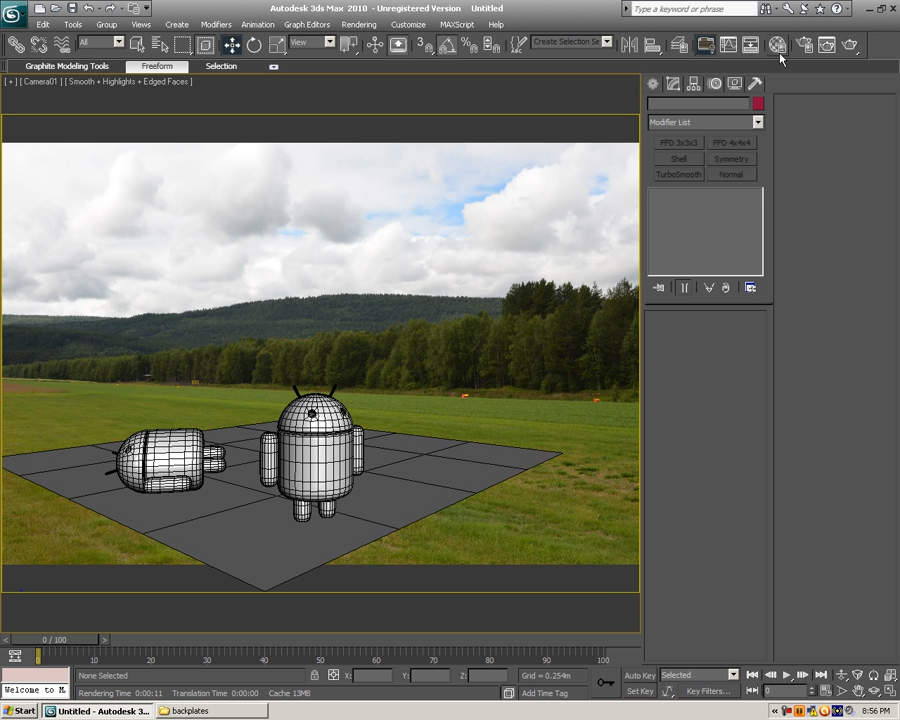 Autodesk 3ds Max 2010 - Unregistered Version Untitled
Type a keyword or phrase
Edit Tools Group Views Create Modifiers Animation Graph Editors Rendering Customize MAXScript Help
All View 3 Create Selection Se
Graphite Modeling Tools Freeform Selection
[ + ] [ Camera01 ] [ Smooth + Highlights + Edged Faces ]
Modifier List
FFD 3x3x3 FFD 4x4x4
Shell Symmetry
TurboSmooth Normal
0 / 100
0 10 20 30 40 50 60 70 80 90 100
None Selected X: Y: Z: Grid = 0.254m Auto Key Selected
Welcome to M Rendering Time 0:00:11 Translation Time 0:00:00 Cache 13MB Add Time Tag Set Key Key Filters... 0
Start Untitled - Autodesk 3... backplates 8:56 PM